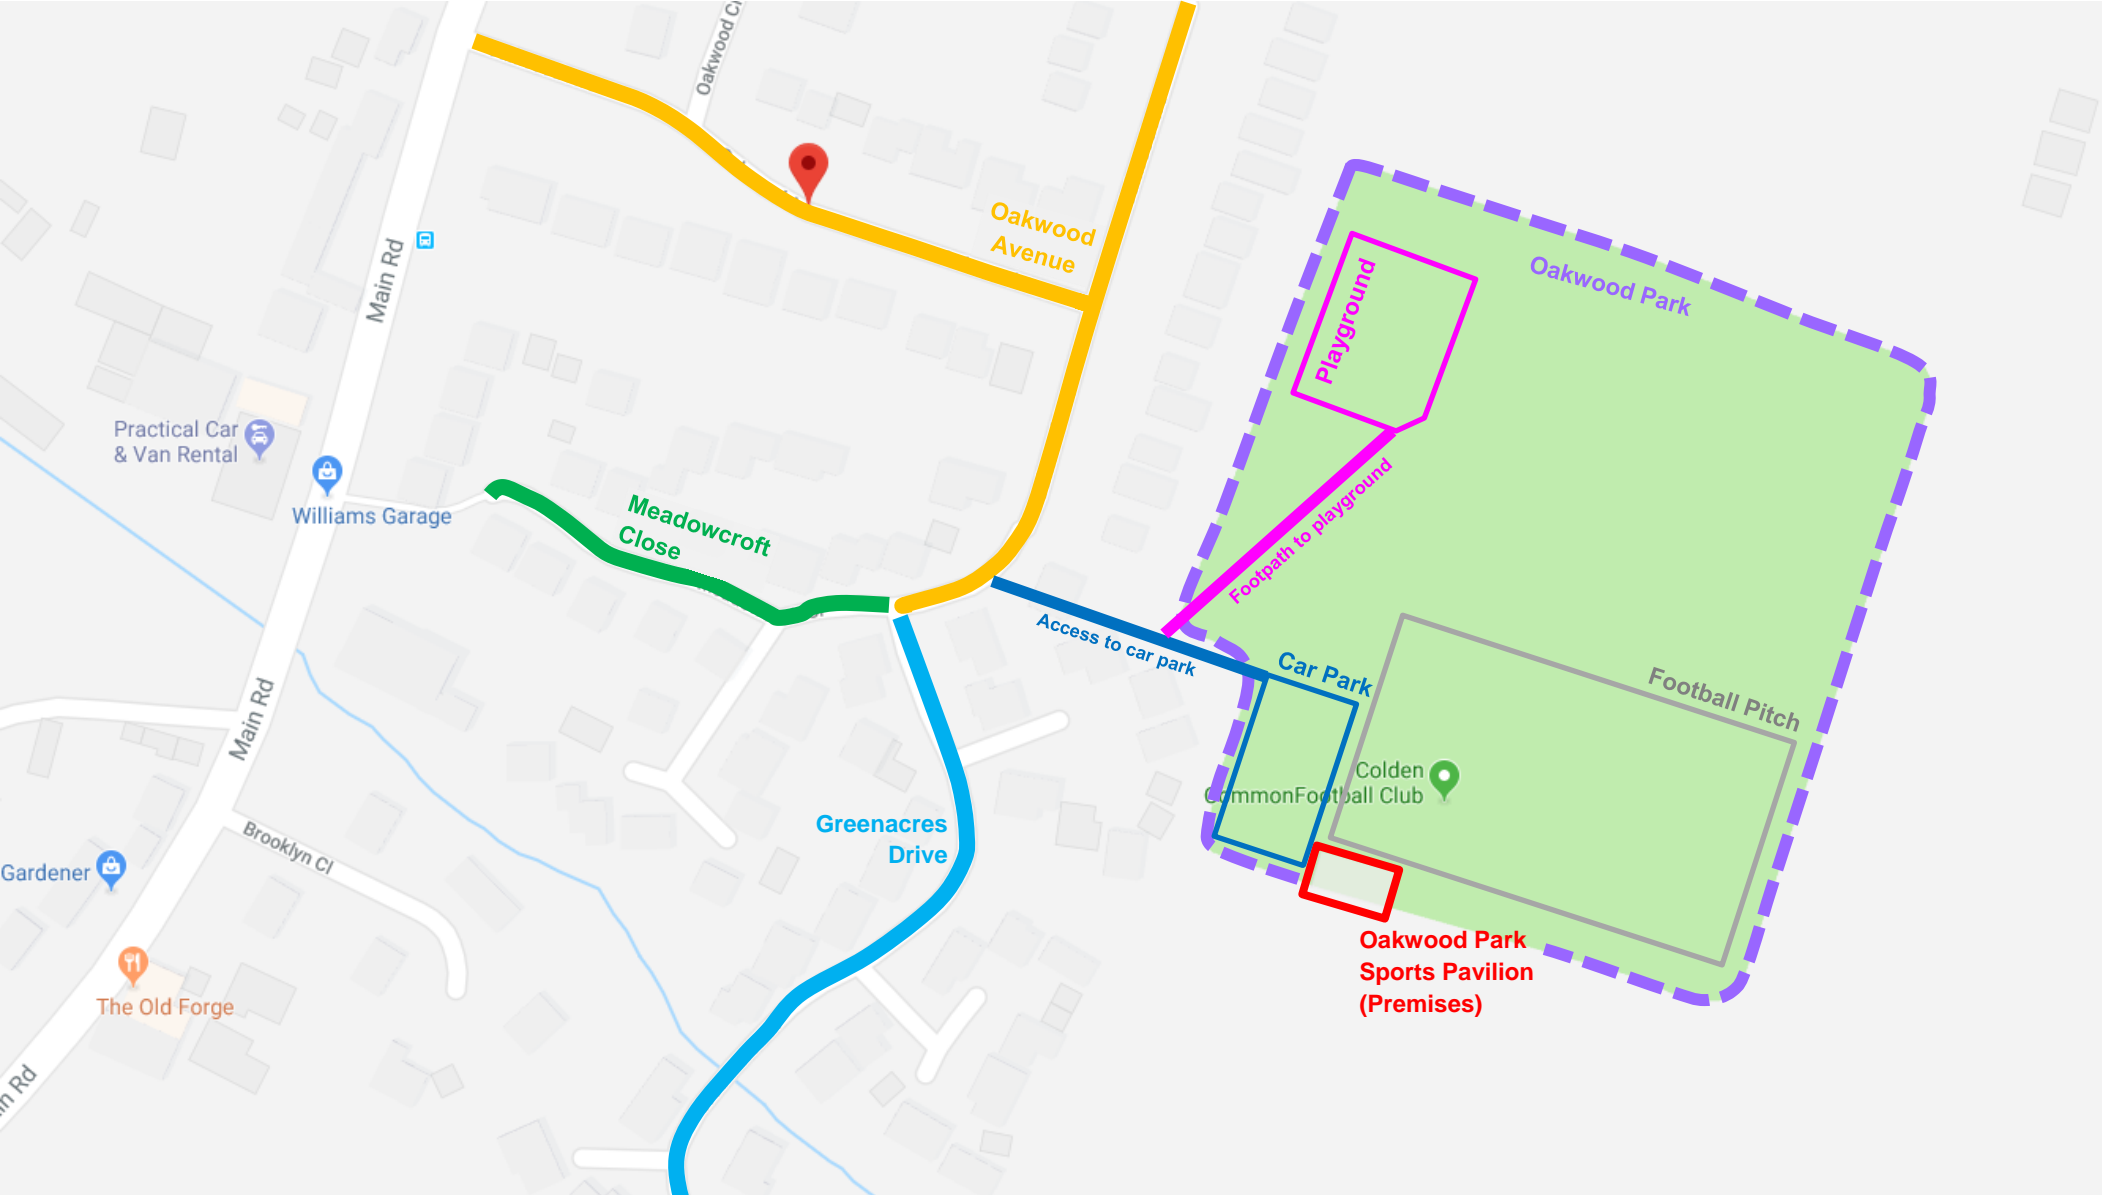 Oakwood Cl
Main Rd
Oakwood
Avenue
Oakwood Park
Playground
Practical Car
& Van Rental
Williams Garage
Meadowcroft
Close
Footpath to playground
Access to car park
Car Park
Football Pitch
Main Rd
Colden
CommonFootball Club
Greenacres
Drive
Brooklyn Cl
Gardener
Oakwood Park
Sports Pavilion
(Premises)
The Old Forge
in Rd